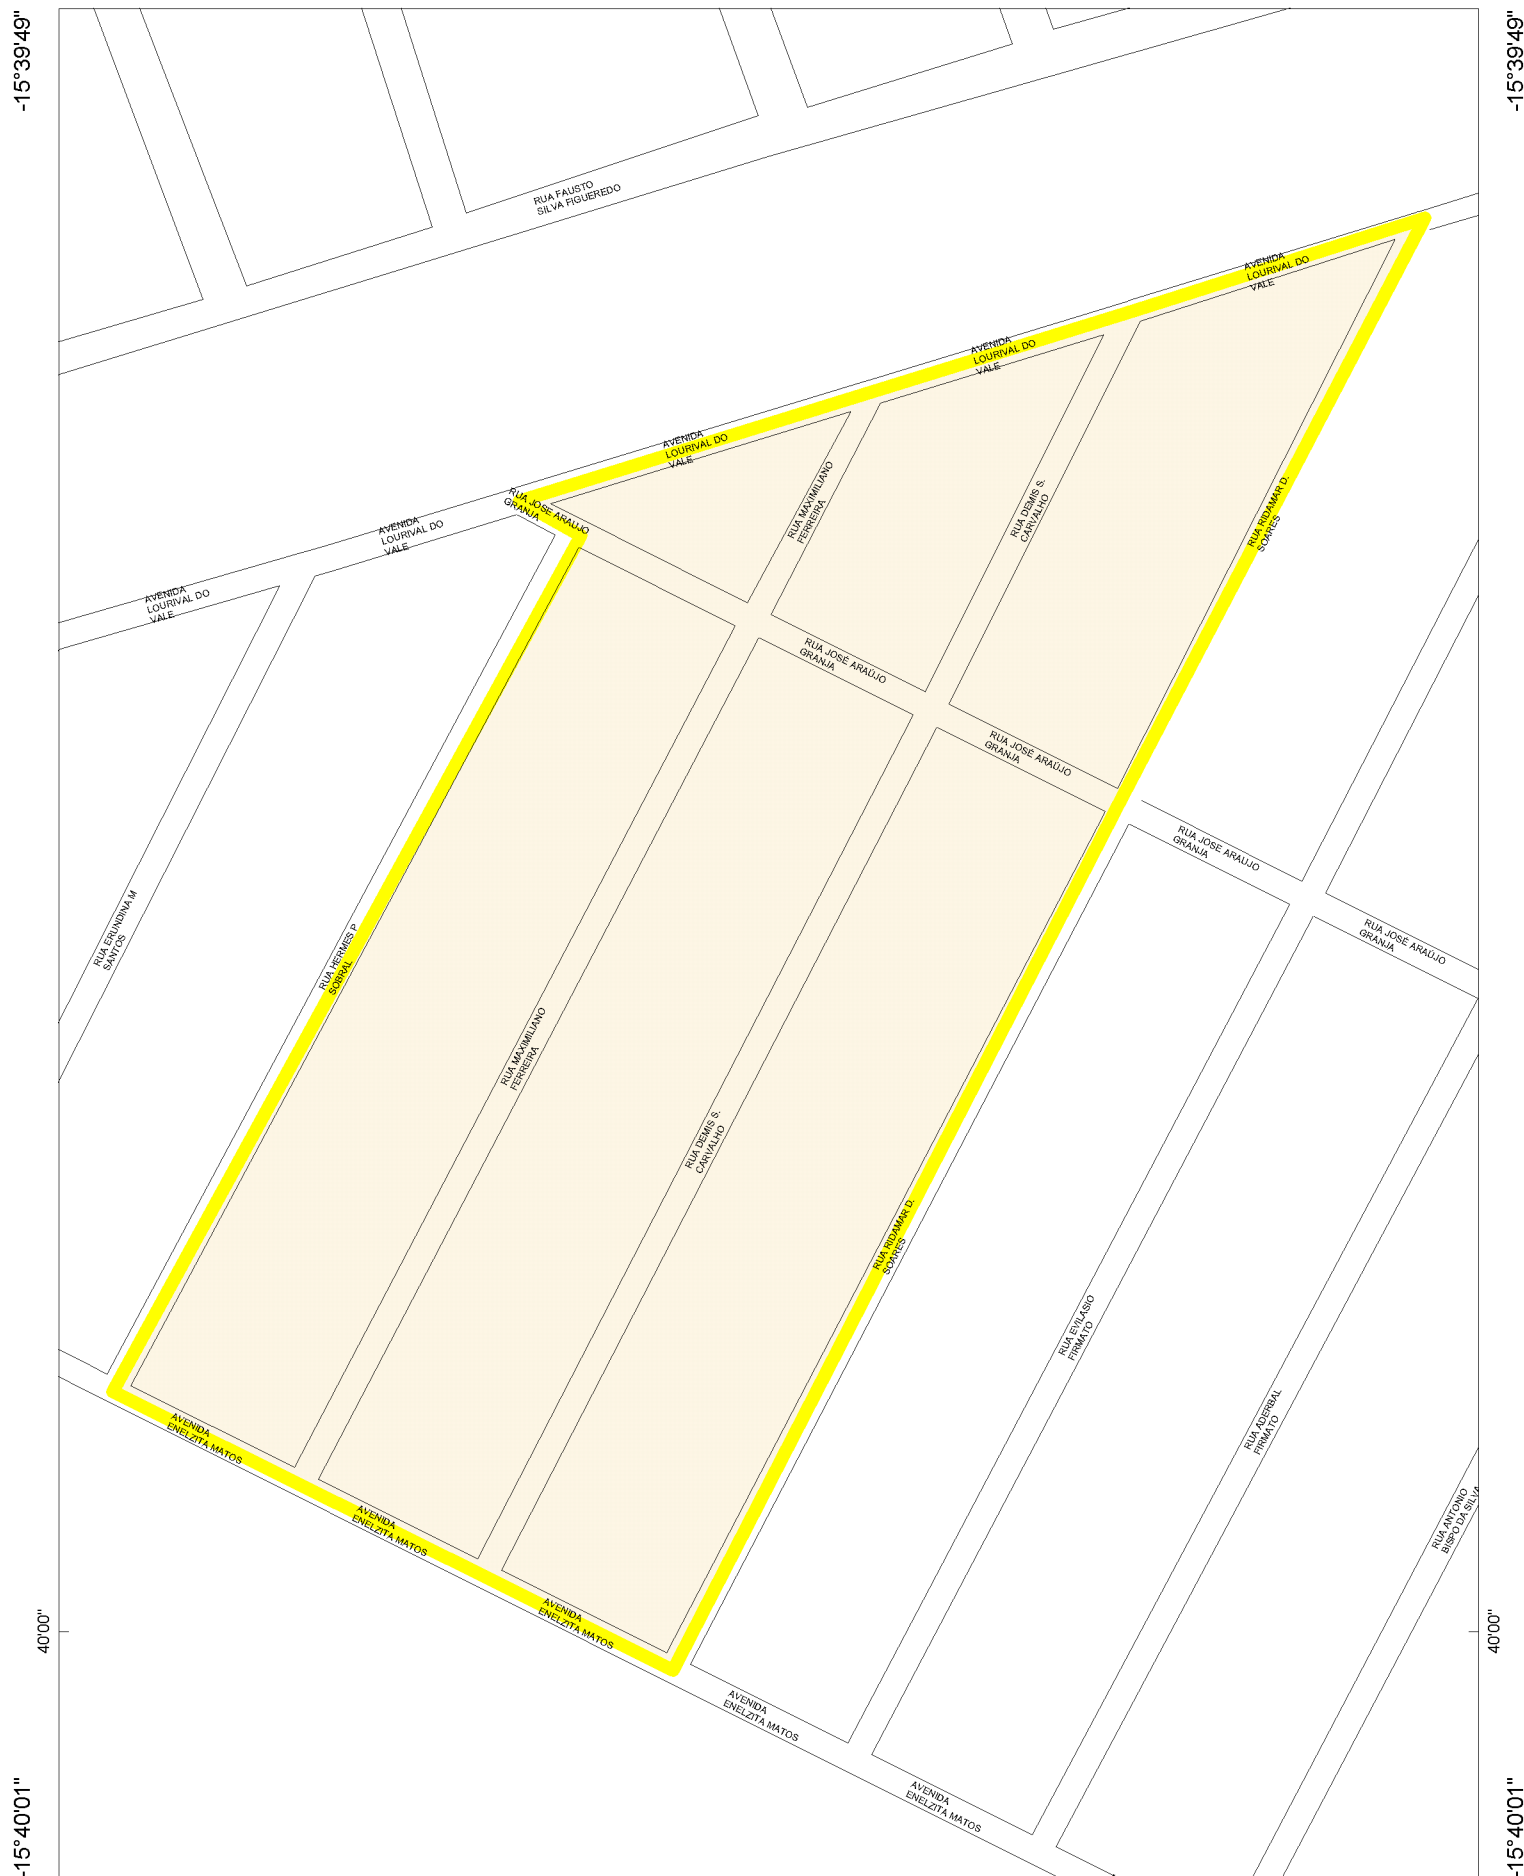 -15°39'49"
-15°39'49"
RUA FAUSTO
SILVA FIGUEREDO
AVENIDA
LOURIVAL DO
VALE
AVENIDA
LOURIVAL DO
VALE
AVENIDA
LOURIVAL DO
VALE
RUA JOSE ARAUJO
GRANJA
AVENIDA
LOURIVAL DO
VALE
AVENIDA
LOURIVAL DO
VALE
RUA MAXIMILIANO
FERREIRA
RUA DEMIS S.
CARVALHO
RUA RIDAMAR D.
SOARES
RUA JOSÉ ARAÚJO
GRANJA
RUA JOSÉ ARAÚJO
GRANJA
RUA JOSE ARAUJO
GRANJA
RUA JOSÉ ARAÚJO
GRANJA
RUA ERUNDINA M
SANTOS
RUA HERMES P
SOBRAL
RUA MAXIMILIANO
FERREIRA
RUA DEMIS S.
CARVALHO
RUA RIDAMAR D.
SOARES
RUA EVILASIO
FIRMATO
RUA ADERBAL
FIRMATO
RUA ANTONIO
BISPO DA SILVA
AVENIDA
ENELZITA MATOS
AVENIDA
ENELZITA MATOS
AVENIDA
ENELZITA MATOS
40'00"
40'00"
AVENIDA
ENELZITA MATOS
AVENIDA
ENELZITA MATOS
-15°40'01"
-15°40'01"